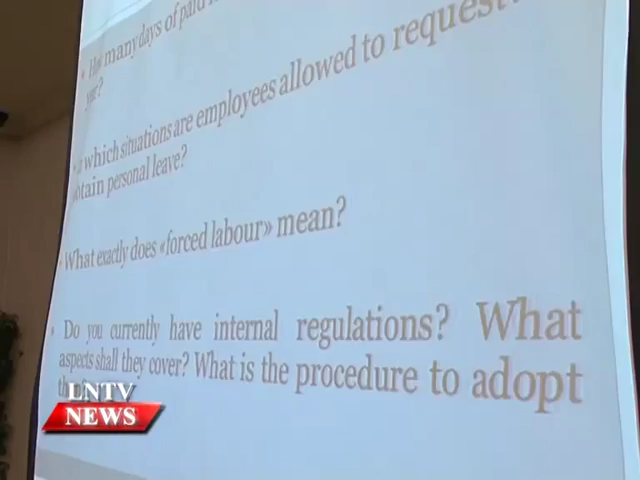 many days of paid
which situations are employees allowed to request
obtain personal leave?
What exactly does «forced labour» mean?
• Do you currently have internal regulations? What
aspects shall they cover? What is the procedure to adopt
LNTV
NEWS